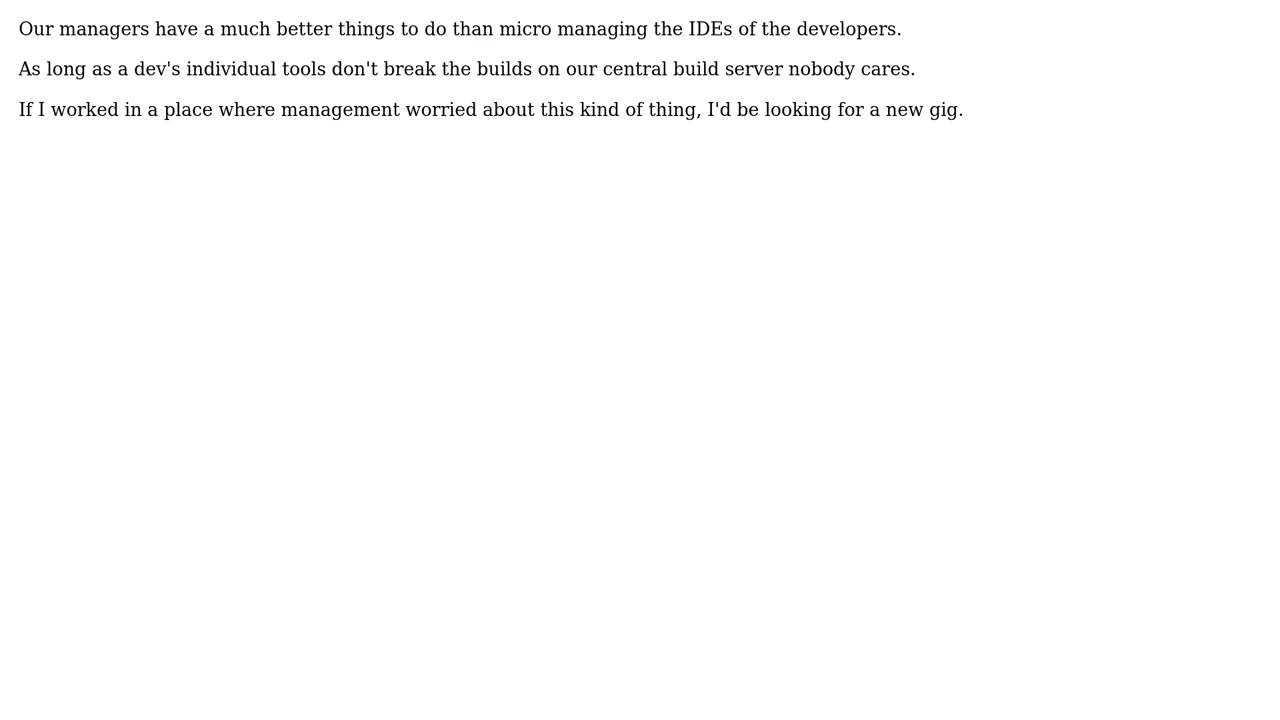 Our managers have a much better things to do than micro managing the IDEs of the developers.
As long as a dev's individual tools don't break the builds on our central build server nobody cares.
If I worked in a place where management worried about this kind of thing, I'd be looking for a new gig.